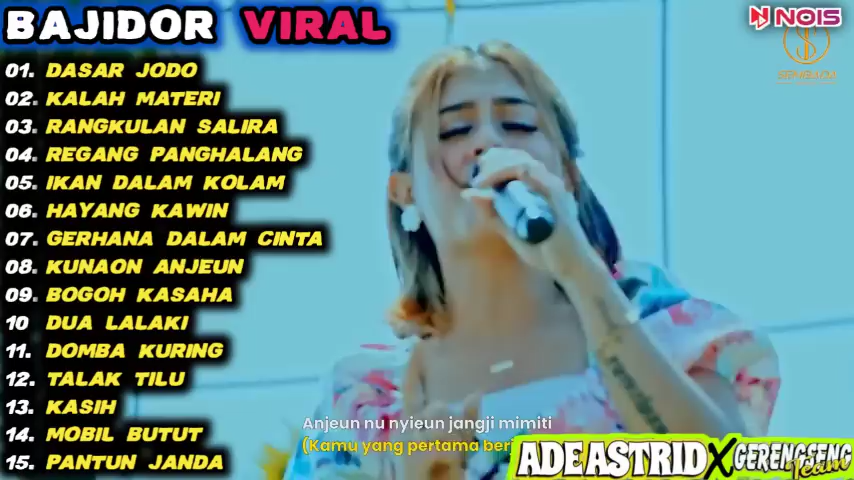 BAJIDOR VIRAL
NOIS
01. DASAR JODO
02. KALAH MATERI
03. RANGKULAN SALIRA
04. REGANG PANGHALANG
05. IKAN DALAM KOLAM
06. HAYANG KAWIN
07. GERHANA DALAM CINTA
08. KUNAON ANJEUN
09. BOGOH KASAHA
10 DUA LALAKI
11. DOMBA KURING
12. TALAK TILU
13. KASIH
14. MOBIL BUTUT
15. PANTUN JANDA
Anjeun nu nyieun jangji mimiti
(Kamu yang pertama
ADEASTRID X GERENGSENG Team